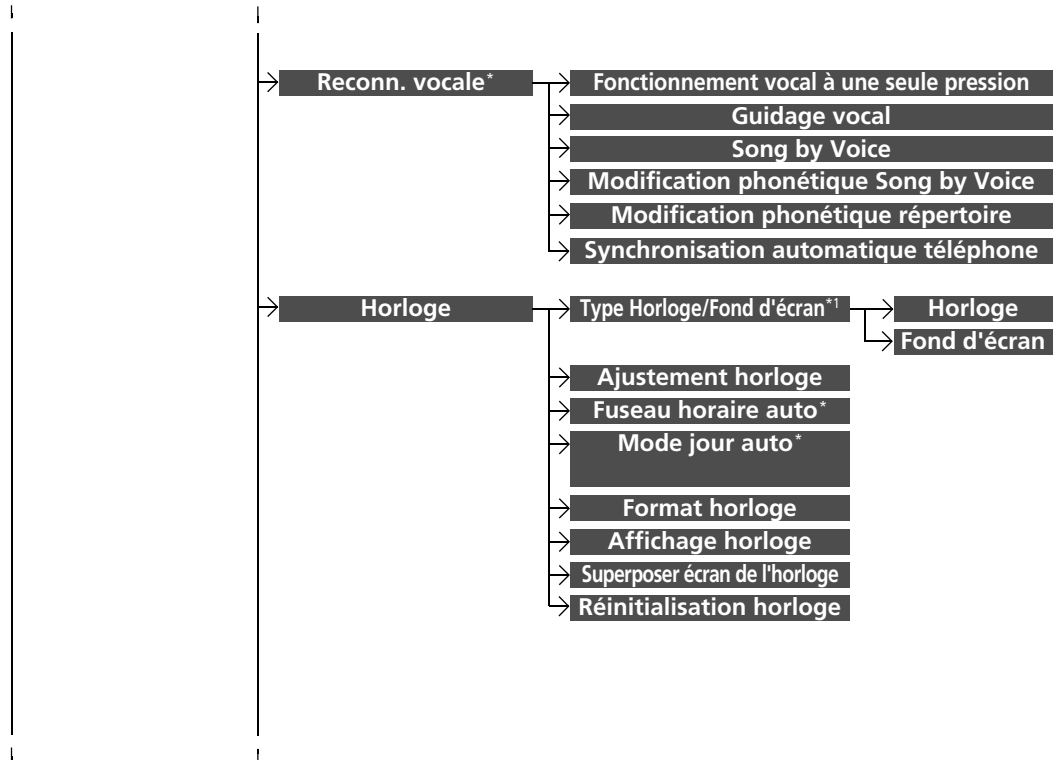 Reconn. vocale*
Fonctionnement vocal à une seule pression
Guidage vocal
Song by Voice
Modification phonétique Song by Voice
Modification phonétique répertoire
Synchronisation automatique téléphone
Horloge
Type Horloge/Fond d'écran*1
Horloge
Fond d'écran
Ajustement horloge
Fuseau horaire auto*
Mode jour auto*
Format horloge
Affichage horloge
Superposer écran de l'horloge
Réinitialisation horloge